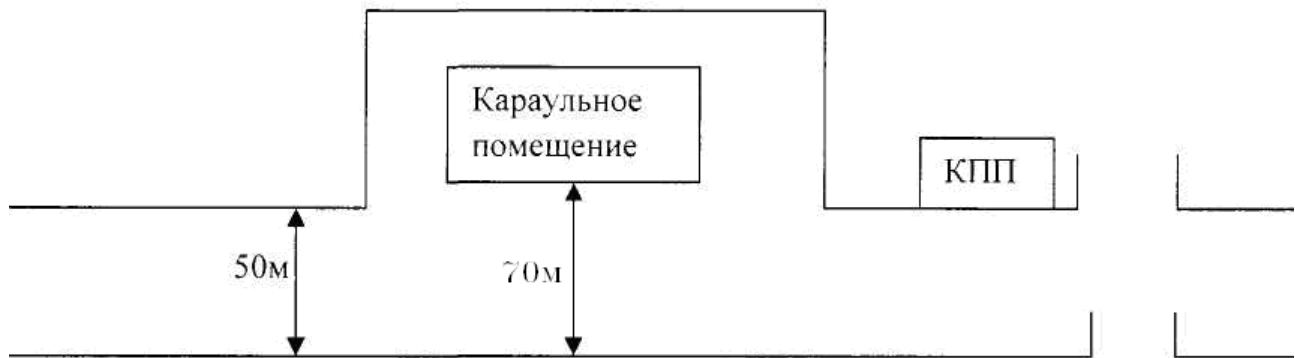 Караульное
помещение
КПП
50м
70м